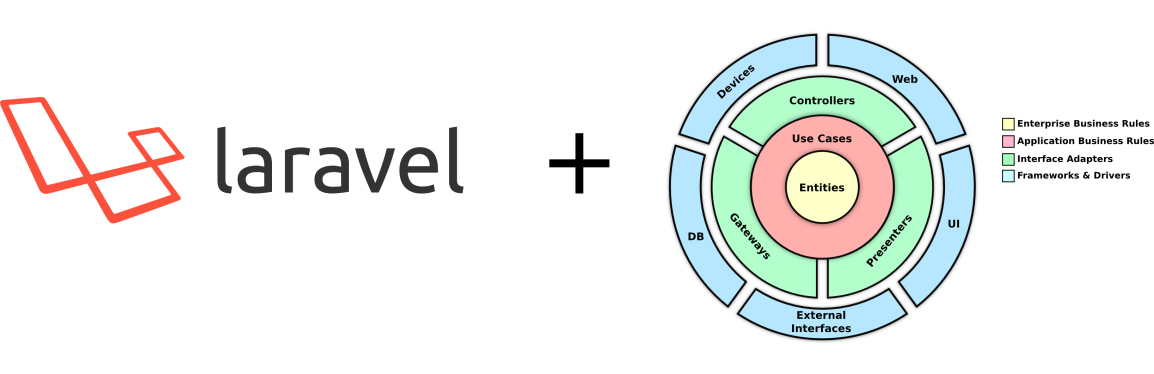 laravel
+
Devices
Web
Controllers
Use Cases
Entities
Gateways
Presenters
DB
UI
External
Interfaces
Enterprise Business Rules
Application Business Rules
Interface Adapters
Frameworks & Drivers